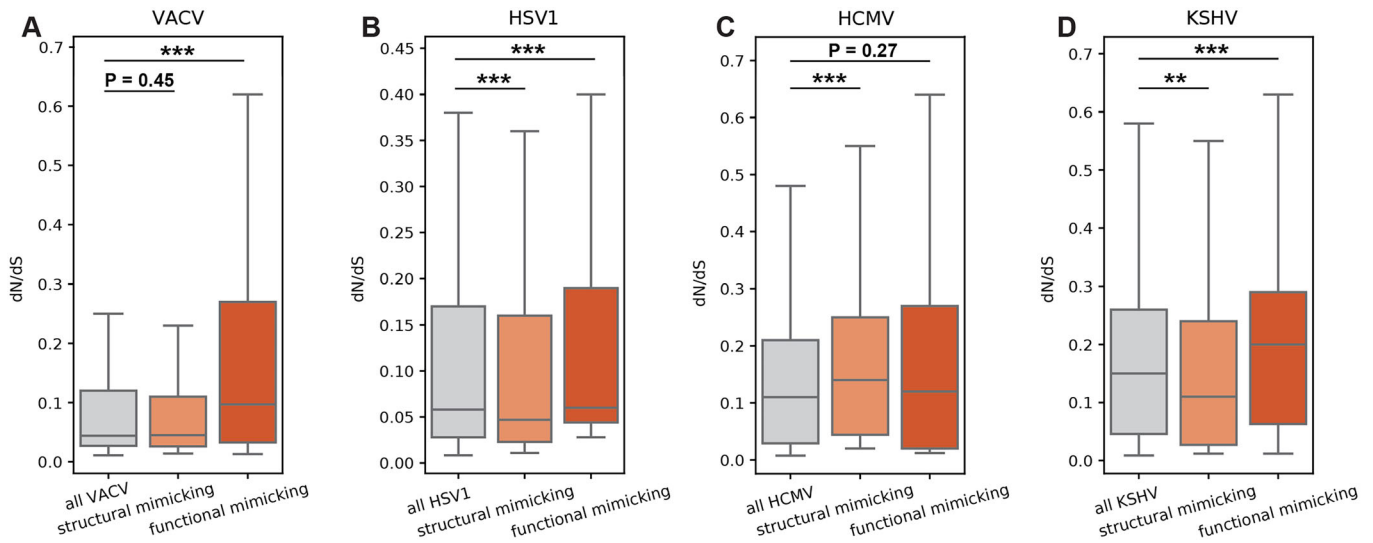 A
VACV
0.7
0.6
0.5
0.4
0.3
0.2
0.1
0.0
dN/dS
***
P = 0.45
all VACV
structural mimicking
functional mimicking
B
HSV1
0.45
0.40
0.35
0.30
0.25
0.20
0.15
0.10
0.05
0.00
dN/dS
***
***
all HSV1
structural mimicking
functional mimicking
C
HCMV
0.7
0.6
0.5
0.4
0.3
0.2
0.1
0.0
dN/dS
P = 0.27
***
all HCMV
structural mimicking
functional mimicking
D
KSHV
0.7
0.6
0.5
0.4
0.3
0.2
0.1
0.0
dN/dS
***
**
all KSHV
structural mimicking
functional mimicking